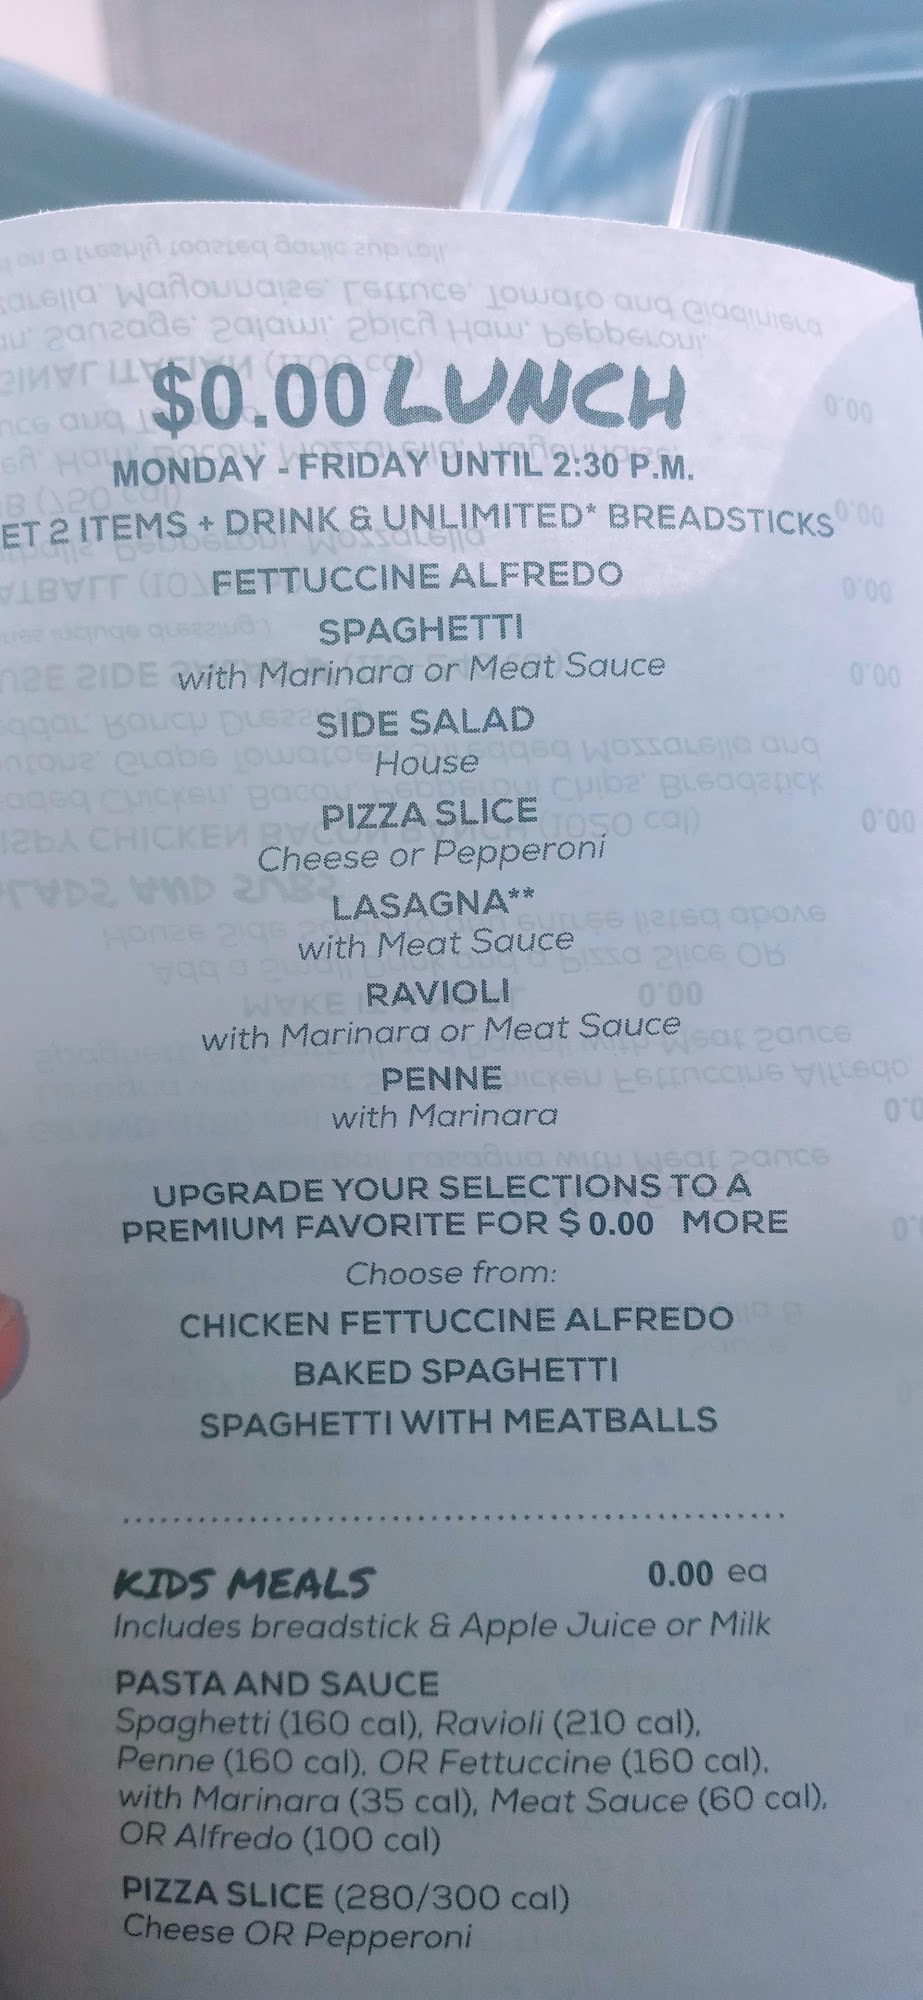 $0.00 LUNCH
MONDAY - FRIDAY UNTIL 2:30 P.M.
ET 2 ITEMS + DRINK & UNLIMITED* BREADSTICKS
FETTUCCINE ALFREDO
SPAGHETTI
with Marinara or Meat Sauce
SIDE SALAD
House
PIZZA SLICE
Cheese or Pepperoni
LASAGNA**
with Meat Sauce
RAVIOLI
with Marinara or Meat Sauce
PENNE
with Marinara
UPGRADE YOUR SELECTIONS TO A
PREMIUM FAVORITE FOR $ 0.00 MORE
Choose from:
CHICKEN FETTUCCINE ALFREDO
BAKED SPAGHETTI
SPAGHETTI WITH MEATBALLS
KIDS MEALS 0.00 ea
Includes breadstick & Apple Juice or Milk
PASTA AND SAUCE
Spaghetti (160 cal), Ravioli (210 cal),
Penne (160 cal), OR Fettuccine (160 cal),
with Marinara (35 cal), Meat Sauce (60 cal),
OR Alfredo (100 cal)
PIZZA SLICE (280/300 cal)
Cheese OR Pepperoni